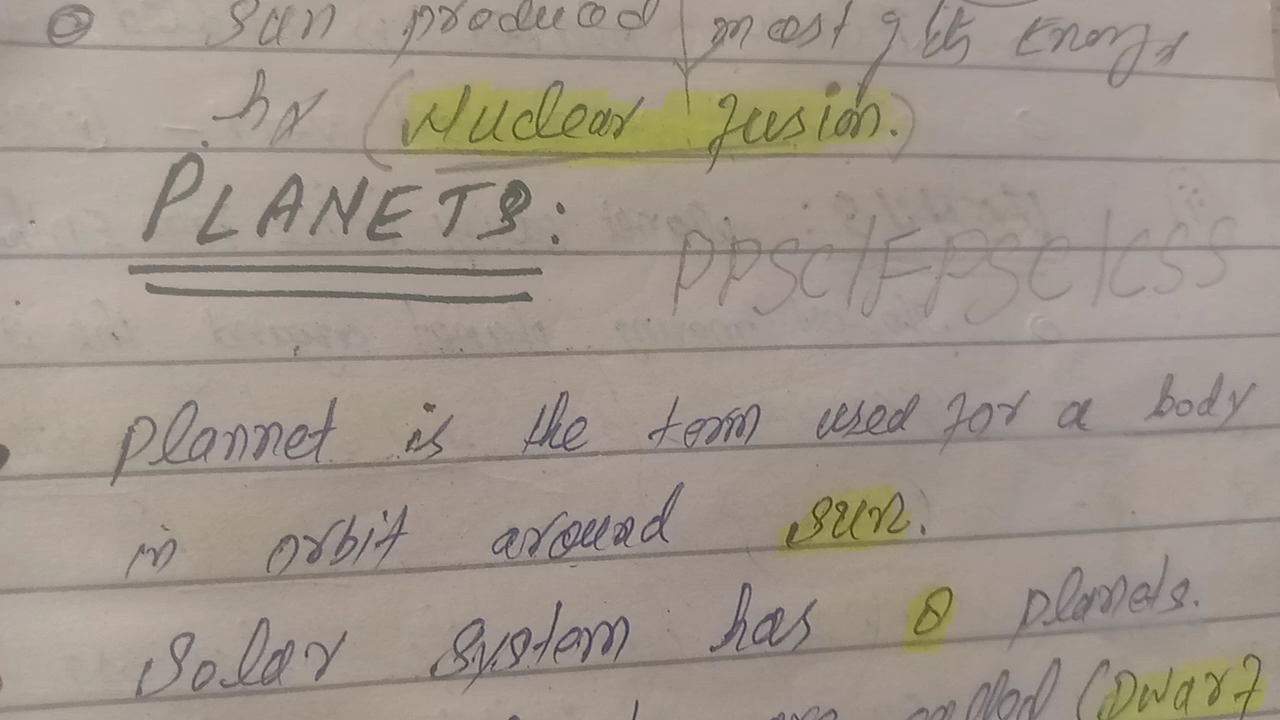 Sun produced most of its Energy
by (Nuclear fusion.)
PLANETS:
PPSC/FPSC/CSS
plannet is the term used for a body
in orbit around sun.
Solar system has 8 planets.
called (Dwarf